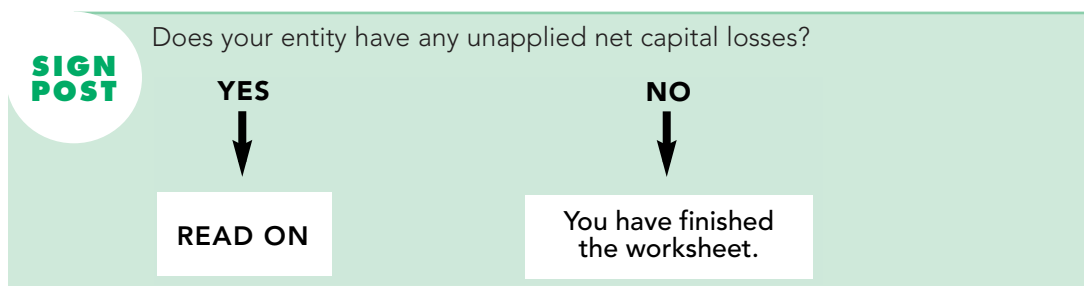 Does your entity have any unapplied net capital losses?
SIGN
POST
YES
NO
READ ON
You have finished
the worksheet.